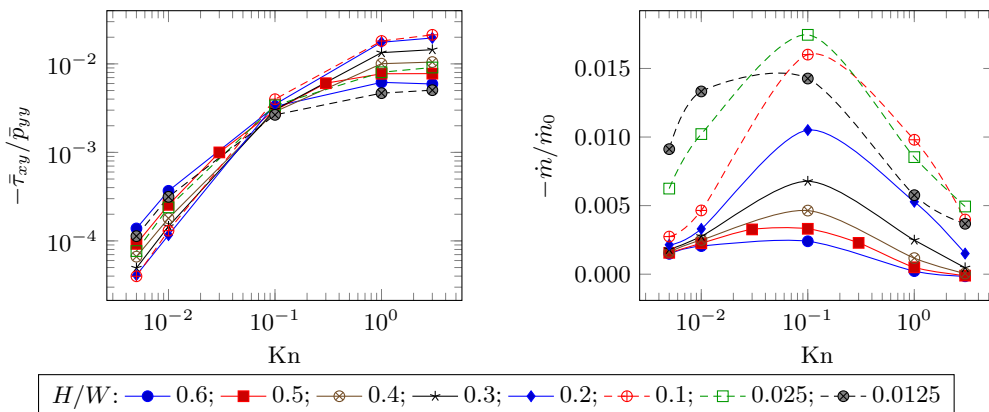 10^{-2}
10^{-3}
10^{-4}
−τ̄_{xy}/p̄_{yy}
10^{-2} 10^{-1} 10^{0}
Kn
0.015
0.010
0.005
0.000
−ṁ/ṁ_0
10^{-2} 10^{-1} 10^{0}
Kn
H/W: 0.6; 0.5; 0.4; 0.3; 0.2; 0.1; 0.025; 0.0125